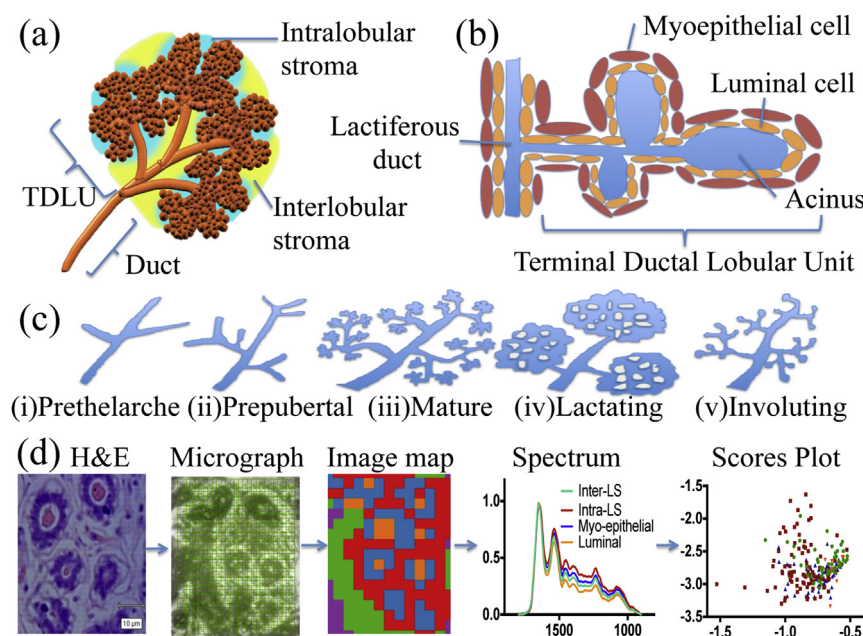 (a)
Intralobular
stroma
TDLU
Interlobular
stroma
Duct
(b)
Myoepithelial cell
Luminal cell
Lactiferous
duct
Acinus
Terminal Ductal Lobular Unit
(c)
(i)Prethelarche (ii)Prepubertal (iii)Mature (iv)Lactating (v)Involuting
(d)
H&E
Micrograph
Image map
Spectrum
Scores Plot
10 µm
Inter-LS
Intra-LS
Myo-epithelial
Luminal
1.0
0.5
0.0
1500 1000
-1.5
-2.0
-2.5
-3.0
-3.5
-1.5 -1.0 -0.5